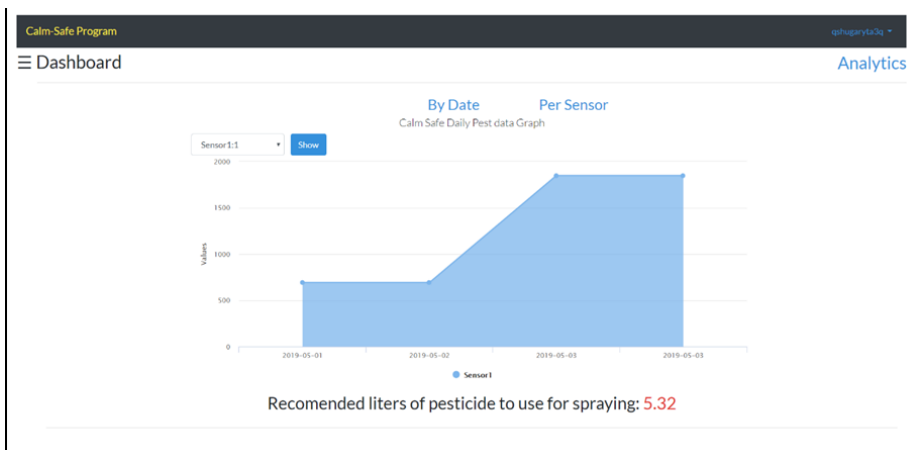 Calm-Safe Program
qshugaryta3q
☰ Dashboard
Analytics
By Date Per Sensor
Calm Safe Daily Pest data Graph
Sensor1:1 Show
2000
1500
1000
500
0
Values
2019-05-01 2019-05-02 2019-05-03 2019-05-03
Sensor1
Recomended liters of pesticide to use for spraying: 5.32